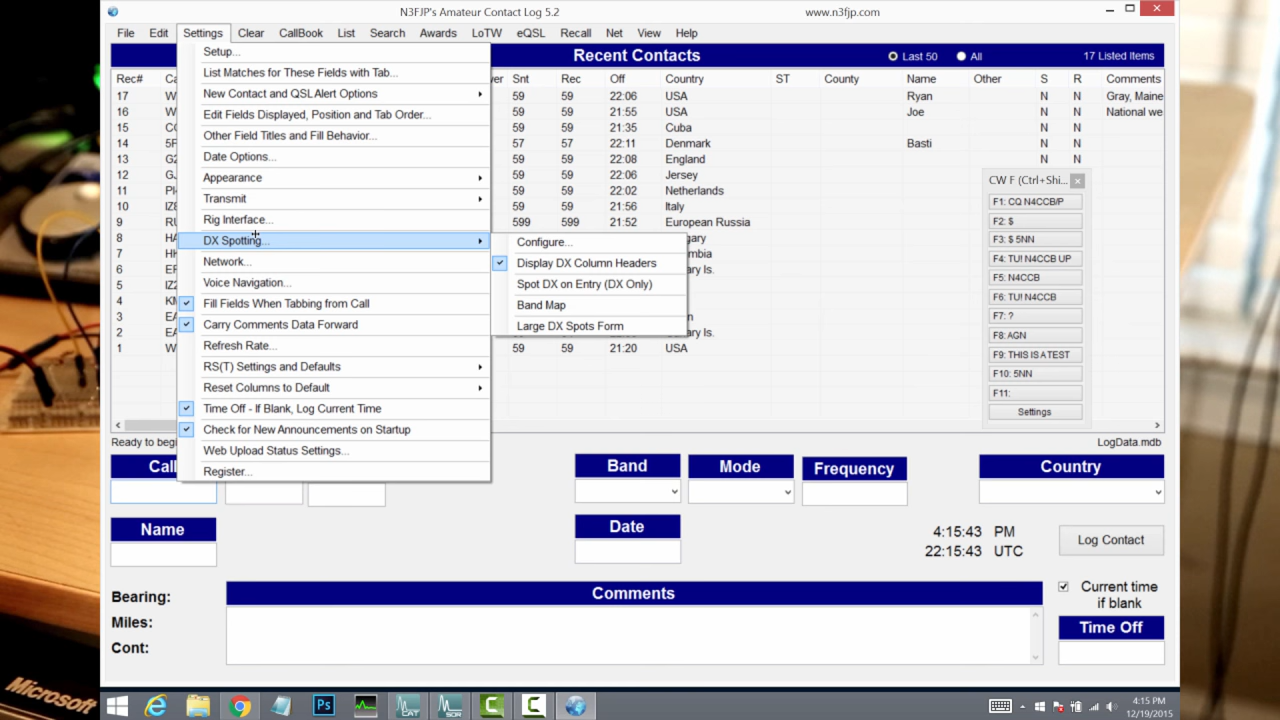 N3FJP's Amateur Contact Log 5.2 www.n3fjp.com
File Edit Settings Clear CallBook List Search Awards LoTW eQSL Recall Net View Help
Recent Contacts Last 50 All 17 Listed Items
Rec# Snt Rec Off Country ST County Name Other S R Comments
17 59 59 22:06 USA Ryan N N Gray, Maine
16 59 59 21:55 USA Joe N N National we
15 59 59 21:35 Cuba N N
14 57 57 22:11 Denmark Basti N N
13 59 59 22:08 England N N
12 59 59 22:06 Jersey
11 59 59 22:02 Netherlands
10 59 59 21:56 Italy
9 599 599 21:52 European Russia
8
7
6
5
4
3
2
1 59 59 21:20 USA
Setup...
List Matches for These Fields with Tab...
New Contact and QSL Alert Options
Edit Fields Displayed, Position and Tab Order...
Other Field Titles and Fill Behavior...
Date Options...
Appearance
Transmit
Rig Interface...
DX Spotting...
Network...
Voice Navigation...
Fill Fields When Tabbing from Call
Carry Comments Data Forward
Refresh Rate...
RS(T) Settings and Defaults
Reset Columns to Default
Time Off - If Blank, Log Current Time
Check for New Announcements on Startup
Web Upload Status Settings...
Register...
Configure...
Display DX Column Headers
Spot DX on Entry (DX Only)
Band Map
Large DX Spots Form
CW F (Ctrl+Shi...
F1: CQ N4CCB/P
F2: $
F3: $ 5NN
F4: TU! N4CCB UP
F5: N4CCB
F6: TU! N4CCB
F7: ?
F8: AGN
F9: THIS IS A TEST
F10: 5NN
F11:
Settings
Ready to LogData.mdb
Call Band Mode Frequency Country
Name Date
4:15:43 PM
22:15:43 UTC
Log Contact
Bearing:
Miles:
Cont:
Comments
Current time
if blank
Time Off
Microsoft
Ps CAT SDR
4:15 PM
12/19/2015